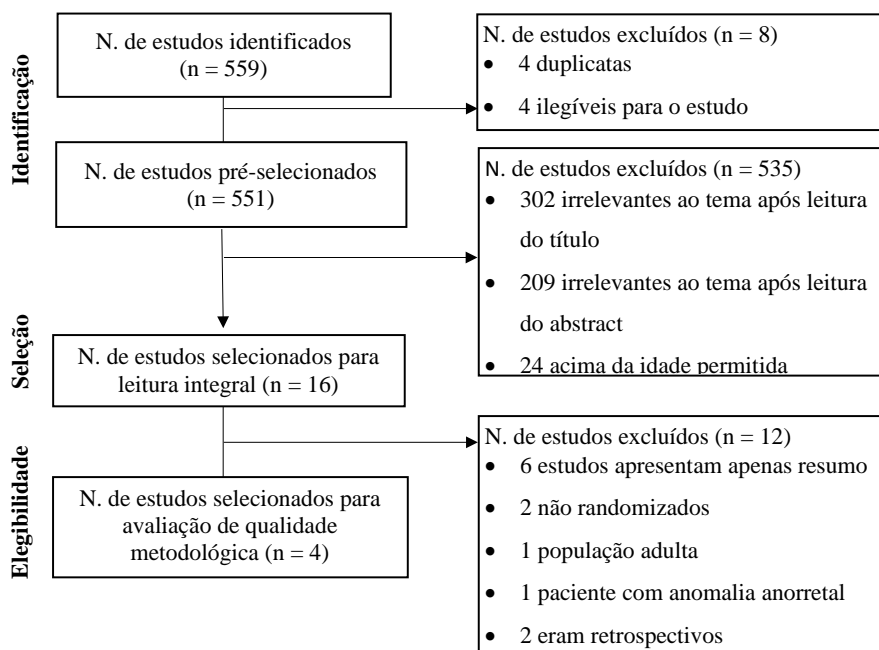 Identificação
N. de estudos identificados
(n = 559)
N. de estudos excluídos (n = 8)
• 4 duplicatas
• 4 ilegíveis para o estudo
N. de estudos pré-selecionados
(n = 551)
N. de estudos excluídos (n = 535)
• 302 irrelevantes ao tema após leitura
do título
• 209 irrelevantes ao tema após leitura
do abstract
• 24 acima da idade permitida
Seleção
N. de estudos selecionados para
leitura integral (n = 16)
Elegibilidade
N. de estudos excluídos (n = 12)
• 6 estudos apresentam apenas resumo
• 2 não randomizados
• 1 população adulta
• 1 paciente com anomalia anorretal
• 2 eram retrospectivos
N. de estudos selecionados para
avaliação de qualidade
metodológica (n = 4)